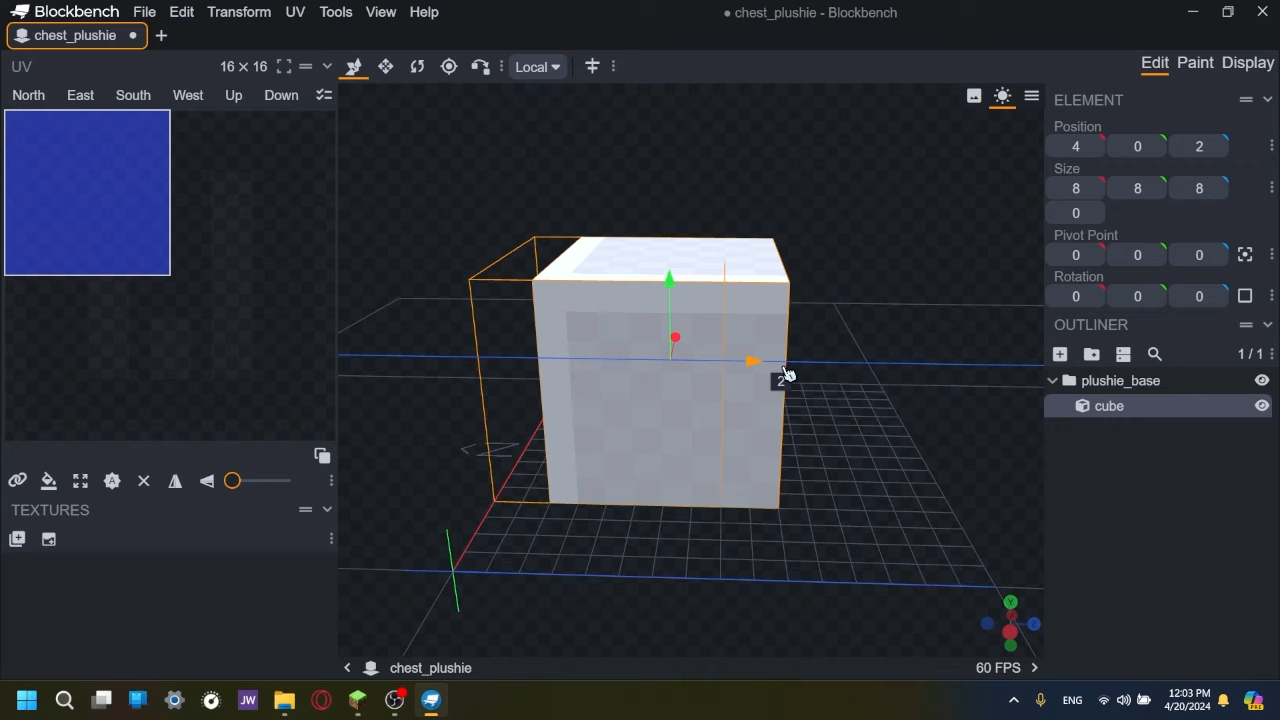 Blockbench File Edit Transform UV Tools View Help
chest_plushie - Blockbench
chest_plushie
UV
16 × 16
Local
Edit Paint Display
North East South West Up Down
ELEMENT
Position
4 0 2
Size
8 8 8
0
Pivot Point
0 0 0
Rotation
0 0 0
OUTLINER
1 / 1
plushie_base
cube
2
TEXTURES
Y
Z
chest_plushie
60 FPS
JW
ENG
12:03 PM
4/20/2024
PRE